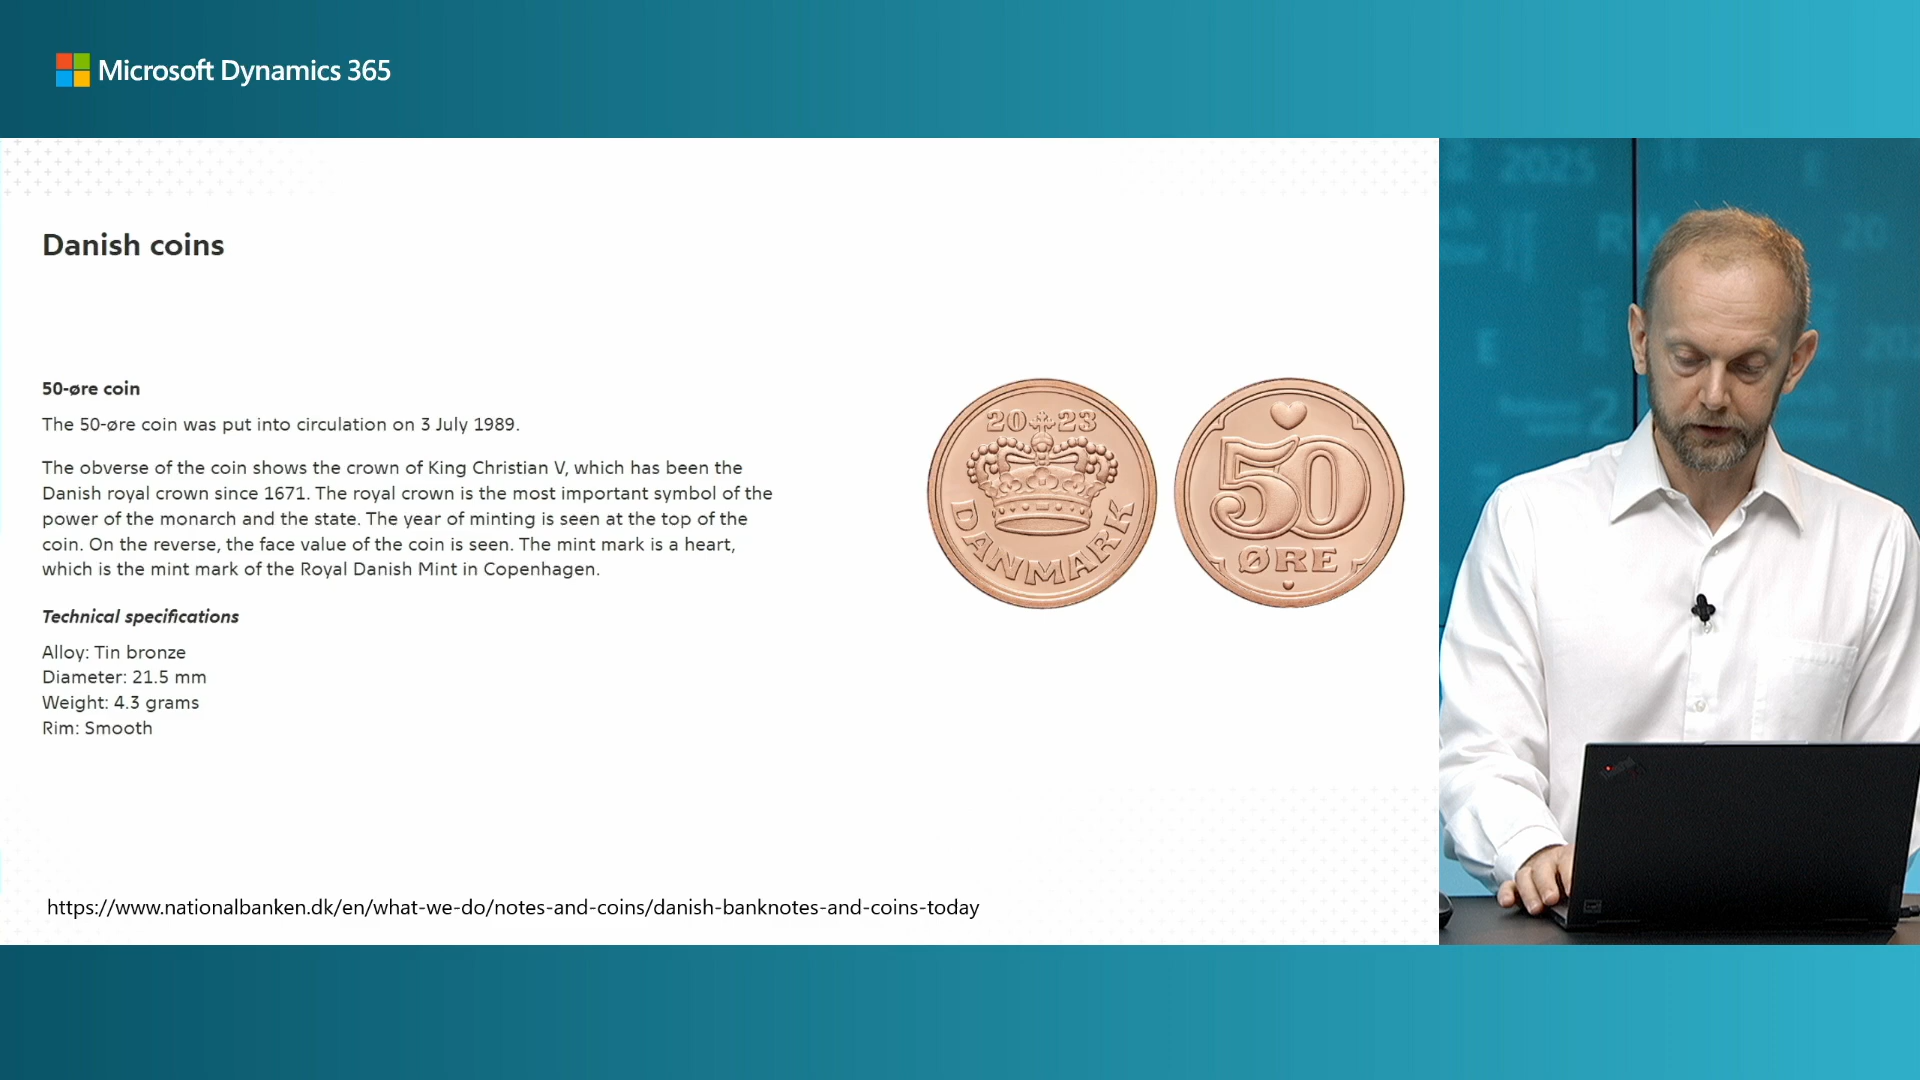 Microsoft Dynamics 365
Danish coins
50-øre coin
The 50-øre coin was put into circulation on 3 July 1989.
The obverse of the coin shows the crown of King Christian V, which has been the
Danish royal crown since 1671. The royal crown is the most important symbol of the
power of the monarch and the state. The year of minting is seen at the top of the
coin. On the reverse, the face value of the coin is seen. The mint mark is a heart,
which is the mint mark of the Royal Danish Mint in Copenhagen.
Technical specifications
Alloy: Tin bronze
Diameter: 21.5 mm
Weight: 4.3 grams
Rim: Smooth
20 23
DANMARK
50
ØRE
https://www.nationalbanken.dk/en/what-we-do/notes-and-coins/danish-banknotes-and-coins-today
2025
E
20
E
2